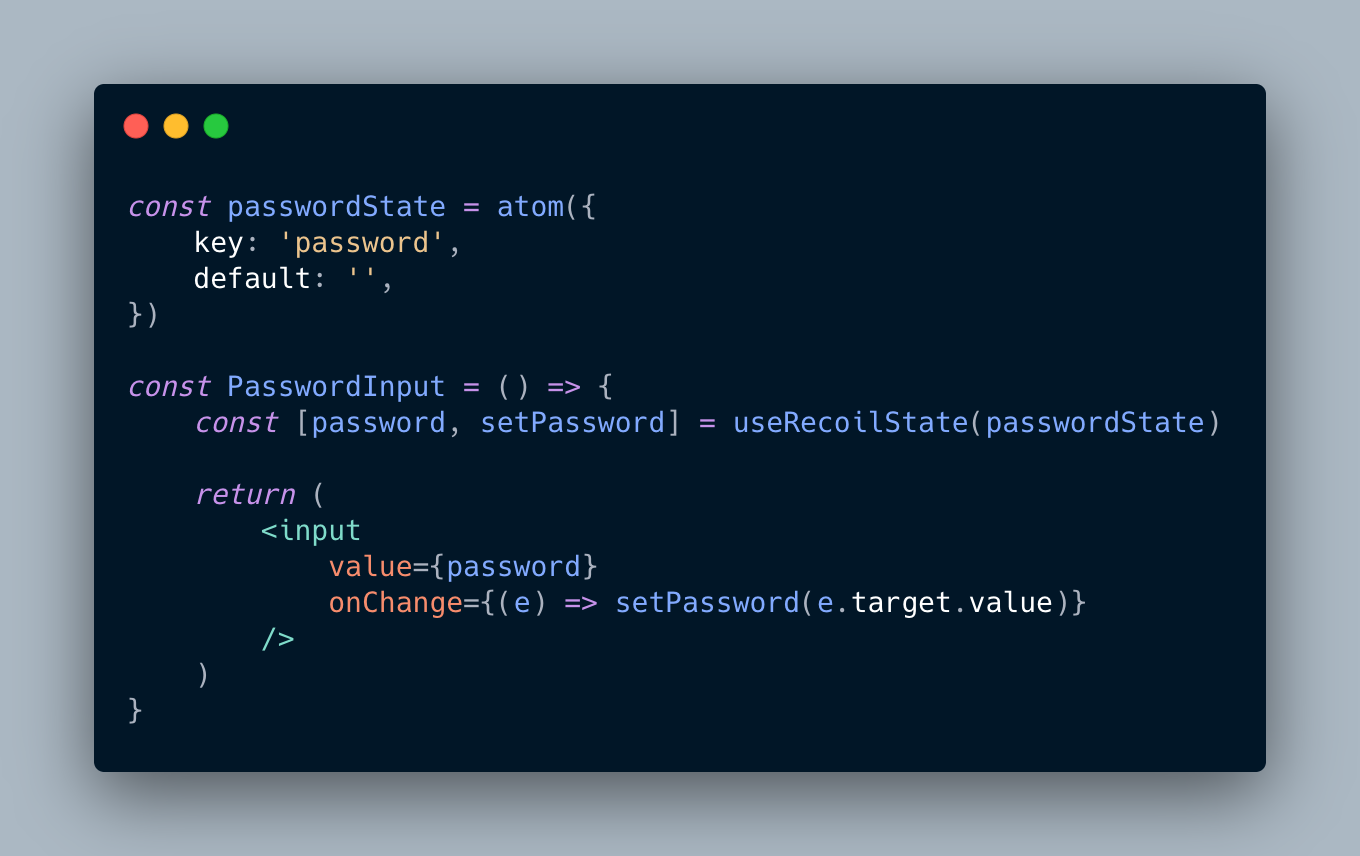 const passwordState = atom({
    key: 'password',
    default: '',
})

const PasswordInput = () => {
    const [password, setPassword] = useRecoilState(passwordState)

    return (
        <input
            value={password}
            onChange={(e) => setPassword(e.target.value)}
        />
    )
}